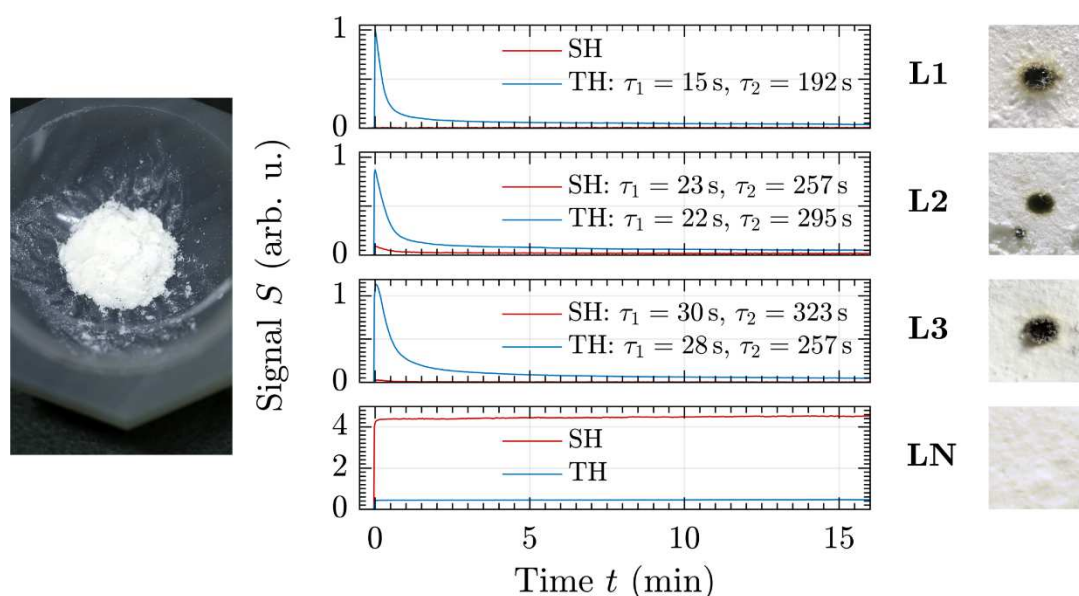 Signal S (arb. u.)
1
0
SH
TH: τ₁ = 15 s, τ₂ = 192 s
L1
1
0
SH: τ₁ = 23 s, τ₂ = 257 s
TH: τ₁ = 22 s, τ₂ = 295 s
L2
1
0
SH: τ₁ = 30 s, τ₂ = 323 s
TH: τ₁ = 28 s, τ₂ = 257 s
L3
4
2
0
SH
TH
LN
0 5 10 15
Time t (min)